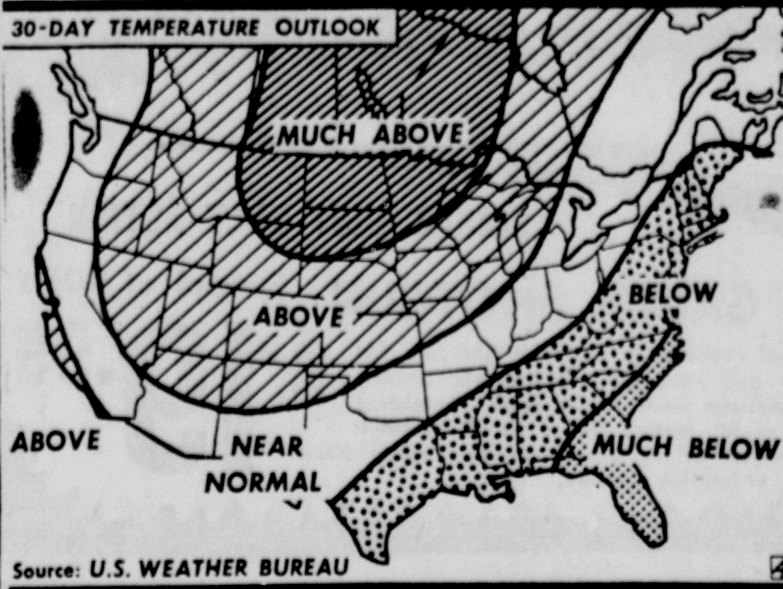 30-DAY TEMPERATURE OUTLOOK
MUCH ABOVE
BELOW
ABOVE
ABOVE
NEAR
NORMAL
MUCH BELOW
Source: U.S. WEATHER BUREAU